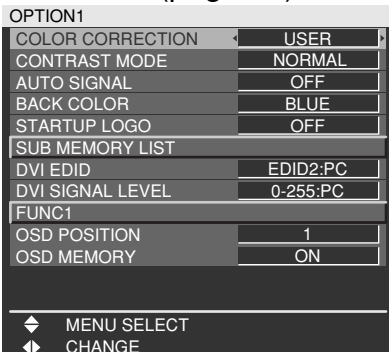 OPTION1
COLOR CORRECTION USER
CONTRAST MODE NORMAL
AUTO SIGNAL OFF
BACK COLOR BLUE
STARTUP LOGO OFF
SUB MEMORY LIST
DVI EDID EDID2:PC
DVI SIGNAL LEVEL 0-255:PC
FUNC1
OSD POSITION 1
OSD MEMORY ON
MENU SELECT
CHANGE